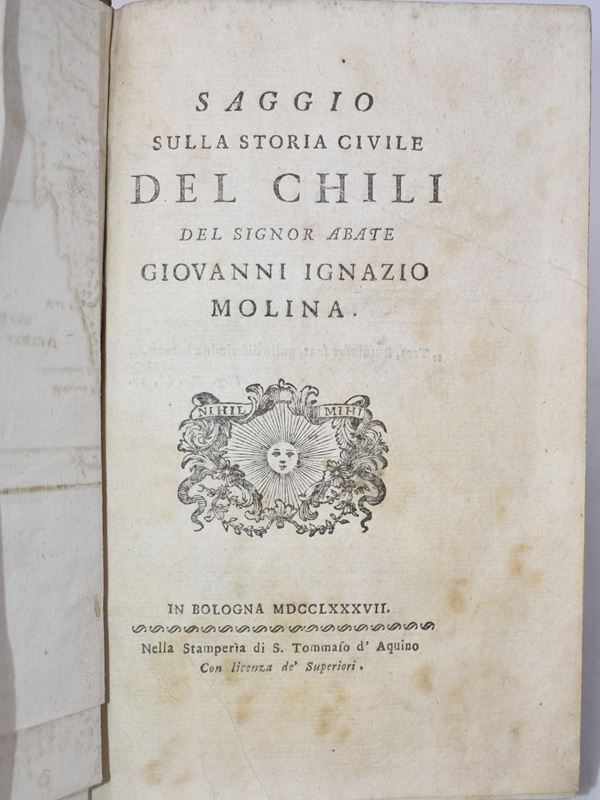 SAGGIO
SULLA STORIA CIVILE
DEL CHILI
DEL SIGNOR ABATE
GIOVANNI IGNAZIO
MOLINA.
NIHIL MIHI
IN BOLOGNA MDCCLXXXVII.
Nella Stamperìa di S. Tommaſo d' Aquino
Con licenza de' Superiori.